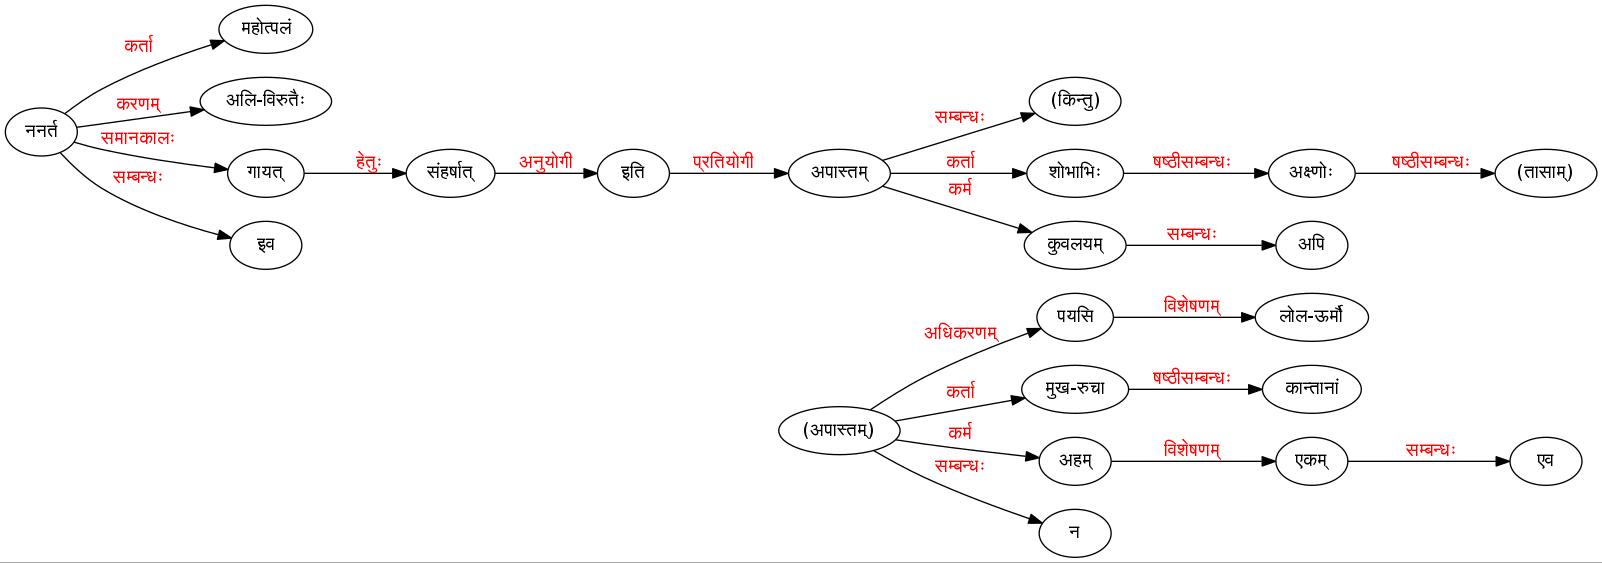 महोत्पलं
कर्ता
अलि-विरुतैः
(किन्तु)
करणम्
सम्बन्धः
ननर्त
समानकालः
हेतुः
अनुयोगी
प्रतियोगी
कर्ता
षष्ठीसम्बन्धः
षष्ठीसम्बन्धः
गायत्
संहर्षात्
इति
अपास्तम्
शोभाभिः
अक्ष्णोः
(तासाम्)
सम्बन्धः
कर्म
सम्बन्धः
इव
कुवलयम्
अपि
विशेषणम्
पयसि
लोल-ऊर्मौ
अधिकरणम्
षष्ठीसम्बन्धः
कर्ता
मुख-रुचा
कान्तानां
(अपास्तम्)
कर्म
विशेषणम्
सम्बन्धः
अहम्
एकम्
एव
सम्बन्धः
न